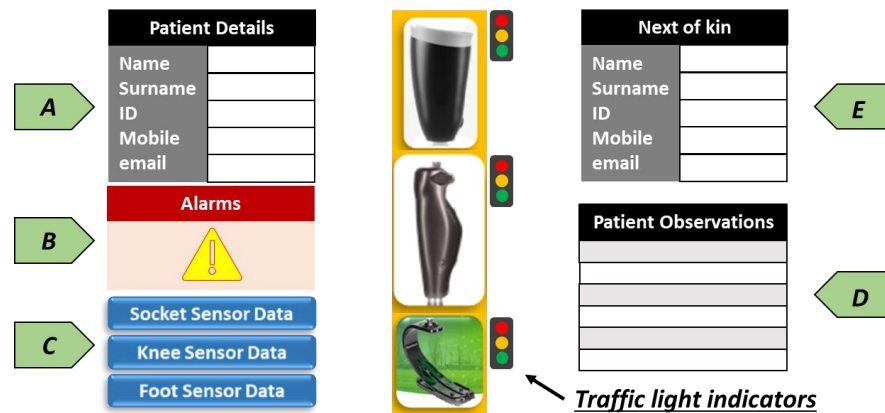 Patient Details
Name
Surname
ID
Mobile
email
A
Alarms
!
B
Socket Sensor Data
Knee Sensor Data
Foot Sensor Data
C
Next of kin
Name
Surname
ID
Mobile
email
E
Patient Observations
D
Traffic light indicators